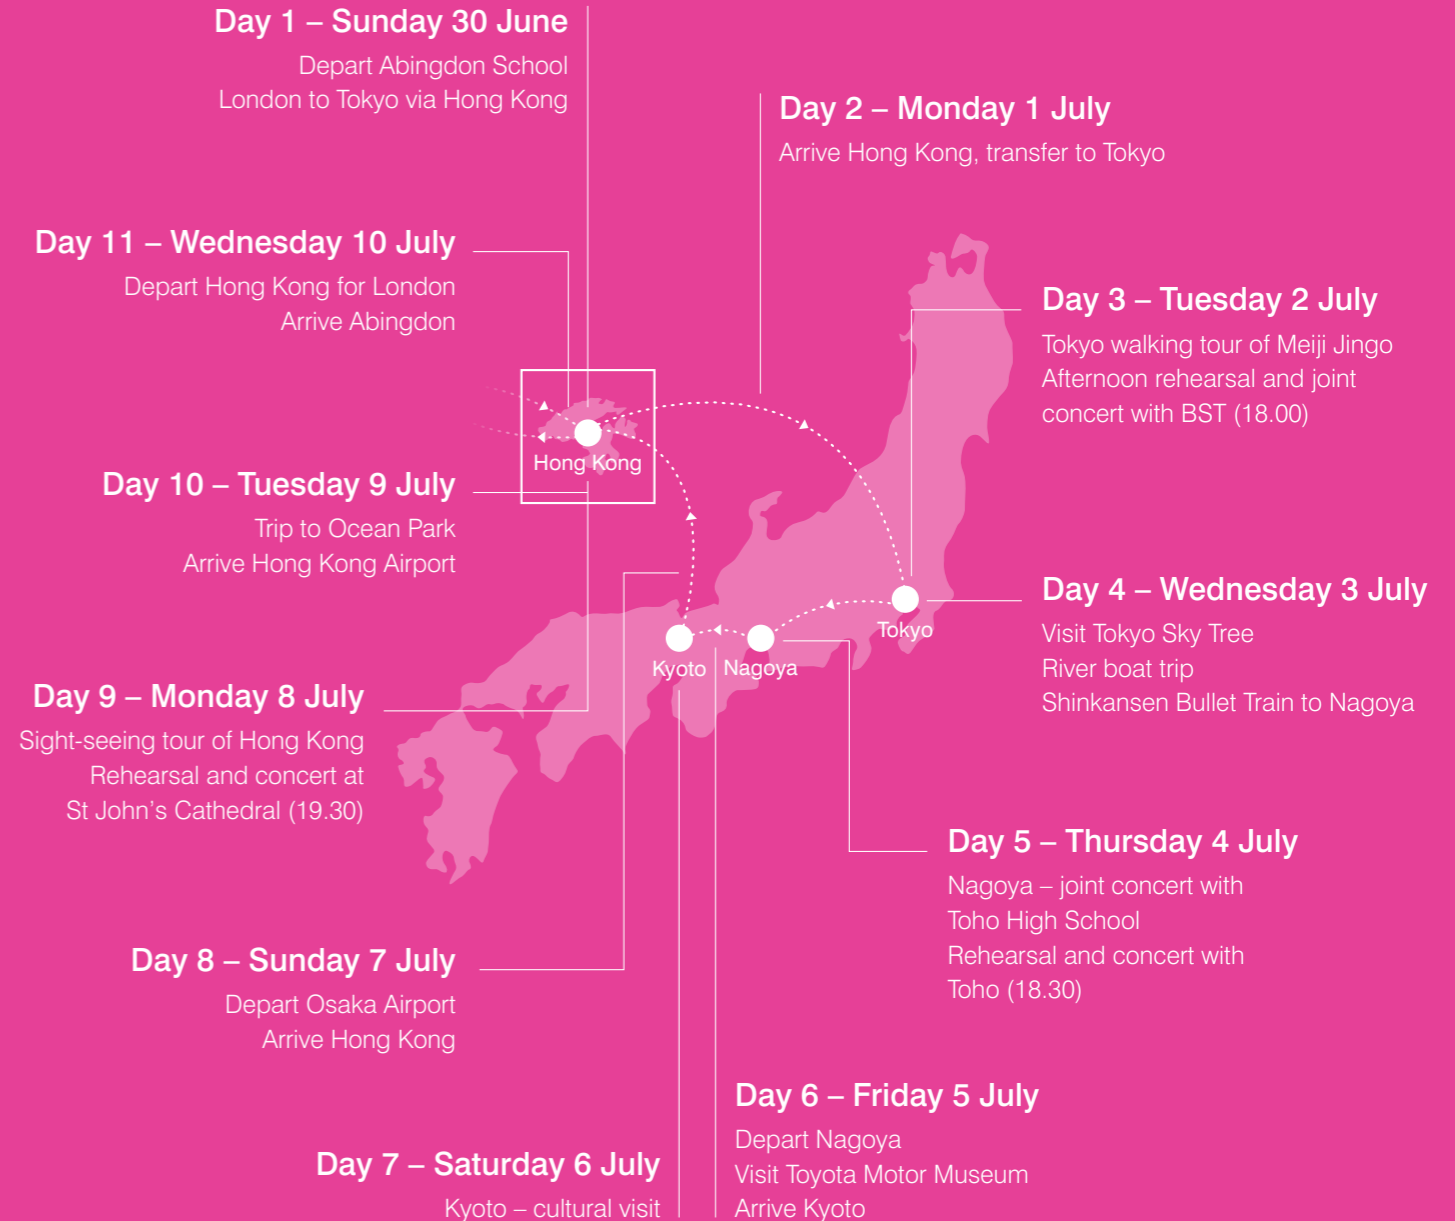 Day 1 – Sunday 30 June
Depart Abingdon School
London to Tokyo via Hong Kong
Day 2 – Monday 1 July
Arrive Hong Kong, transfer to Tokyo
Day 3 – Tuesday 2 July
Tokyo walking tour of Meiji Jingo
Afternoon rehearsal and joint
concert with BST (18.00)
Day 4 – Wednesday 3 July
Visit Tokyo Sky Tree
River boat trip
Shinkansen Bullet Train to Nagoya
Day 5 – Thursday 4 July
Nagoya – joint concert with
Toho High School
Rehearsal and concert with
Toho (18.30)
Day 6 – Friday 5 July
Depart Nagoya
Visit Toyota Motor Museum
Arrive Kyoto
Day 7 – Saturday 6 July
Kyoto – cultural visit
Day 8 – Sunday 7 July
Depart Osaka Airport
Arrive Hong Kong
Day 9 – Monday 8 July
Sight-seeing tour of Hong Kong
Rehearsal and concert at
St John's Cathedral (19.30)
Day 10 – Tuesday 9 July
Trip to Ocean Park
Arrive Hong Kong Airport
Day 11 – Wednesday 10 July
Depart Hong Kong for London
Arrive Abingdon
Hong Kong
Tokyo
Kyoto
Nagoya